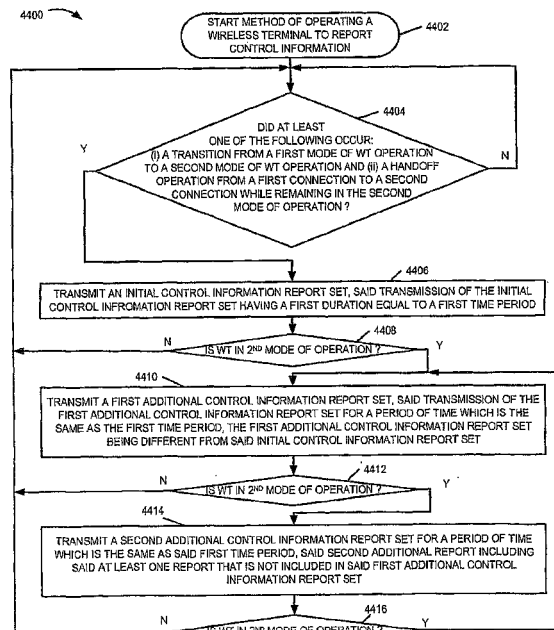 4400
START METHOD OF OPERATING A
WIRELESS TERMINAL TO REPORT
CONTROL INFORMATION
4402
4404
DID AT LEAST
ONE OF THE FOLLOWING OCCUR:
(i) A TRANSITION FROM A FIRST MODE OF WT OPERATION
TO A SECOND MODE OF WT OPERATION AND (ii) A HANDOFF
OPERATION FROM A FIRST CONNECTION TO A SECOND
CONNECTION WHILE REMAINING IN THE SECOND
MODE OF OPERATION ?
Y
N
4406
TRANSMIT AN INITIAL CONTROL INFORMATION REPORT SET, SAID TRANSMISSION OF THE INITIAL
CONTROL INFROMATION REPORT SET HAVING A FIRST DURATION EQUAL TO A FIRST TIME PERIOD
4408
N
IS WT IN 2ND MODE OF OPERATION ?
Y
4410
TRANSMIT A FIRST ADDITIONAL CONTROL INFORMATION REPORT SET, SAID TRANSMISSION OF THE
FIRST ADDITIONAL CONTROL INFORMATION REPORT SET FOR A PERIOD OF TIME WHICH IS THE
SAME AS THE FIRST TIME PERIOD, THE FIRST ADDITIONAL CONTROL INFORMATION REPORT SET
BEING DIFFERENT FROM SAID INITIAL CONTROL INFORMATION REPORT SET
4412
N
IS WT IN 2ND MODE OF OPERATION ?
Y
4414
TRANSMIT A SECOND ADDITIONAL CONTROL INFORMATION REPORT SET FOR A PERIOD OF TIME
WHICH IS THE SAME AS SAID FIRST TIME PERIOD, SAID SECOND ADDITIONAL REPORT INCLUDING
SAID AT LEAST ONE REPORT THAT IS NOT INCLUDED IN SAID FIRST ADDITIONAL CONTROL
INFORMATION REPORT SET
4416
N
IS WT IN 2ND MODE OF OPERATION ?
Y